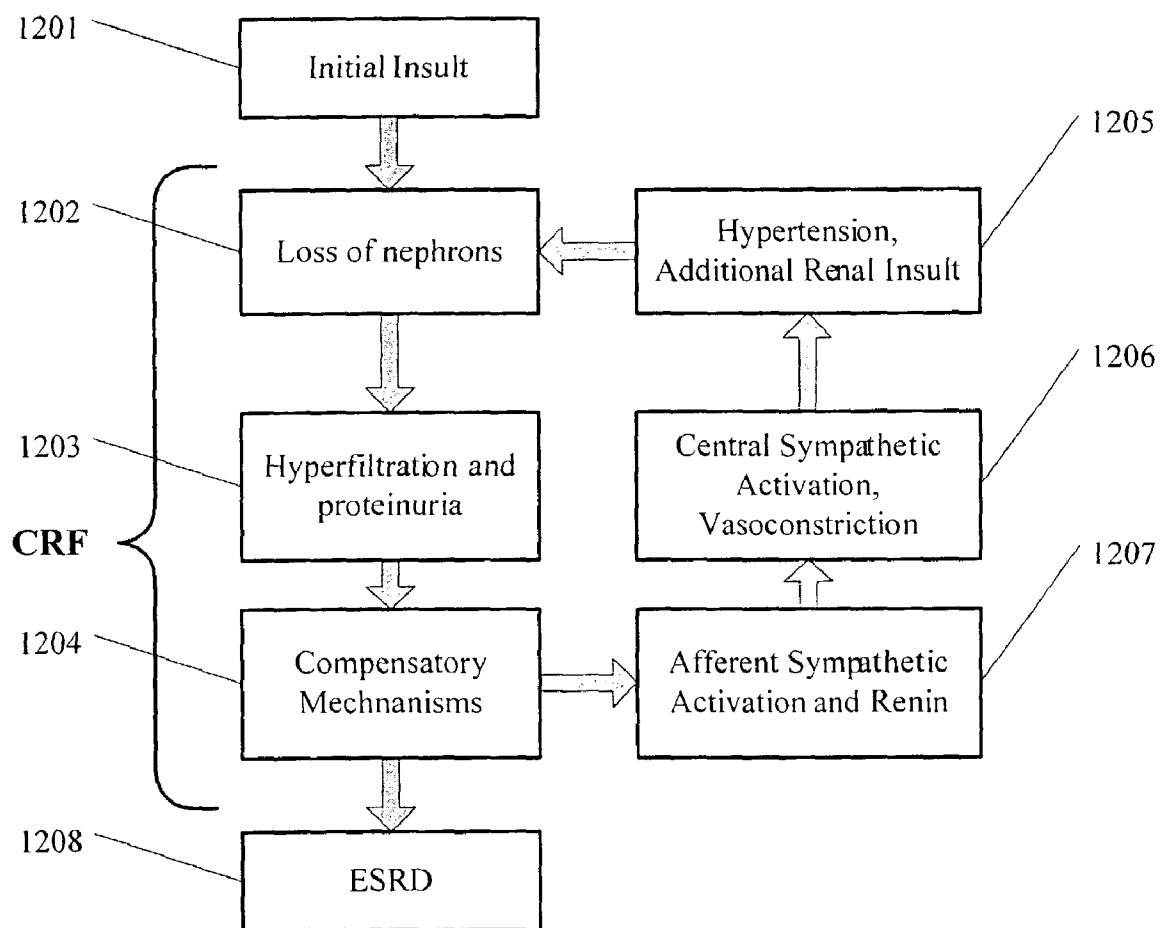 1201
Initial Insult
1205
1202
Loss of nephrons
Hypertension,
Additional Renal Insult
1206
1203
Hyperfiltration and
proteinuria
Central Sympathetic
Activation,
Vasoconstriction
CRF
1207
1204
Compensatory
Mechnanisms
Afferent Sympathetic
Activation and Renin
1208
ESRD